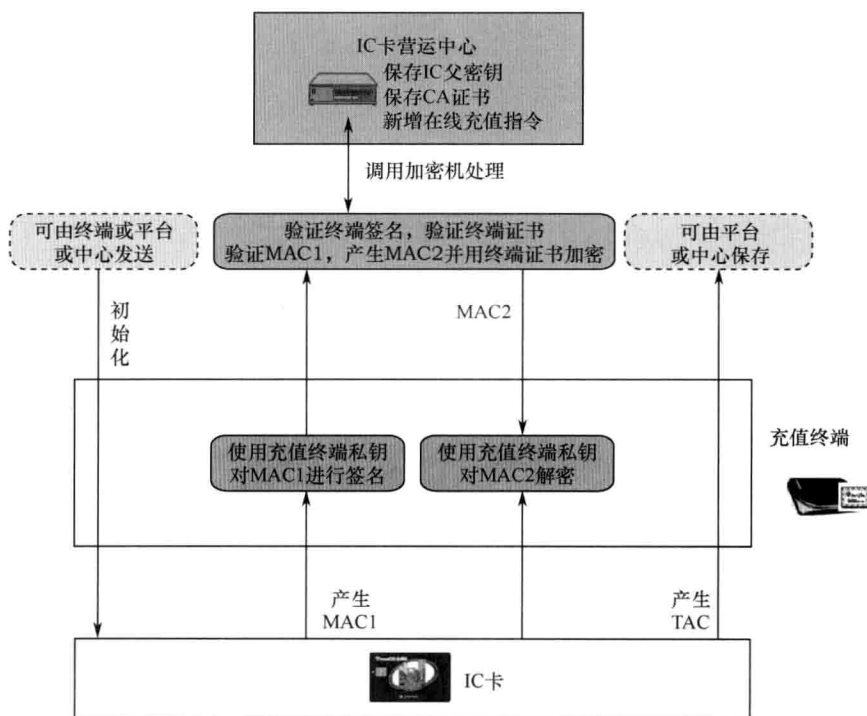 IC卡营运中心
保存IC父密钥
保存CA证书
新增在线充值指令
调用加密机处理
可由终端或平台
或中心发送
验证终端签名，验证终端证书
验证MAC1，产生MAC2并用终端证书加密
可由平台
或中心保存
初
始
化
MAC2
使用充值终端私钥
对MAC1进行签名
使用充值终端私钥
对MAC2解密
充值终端
产生
MAC1
产生
TAC
IC卡